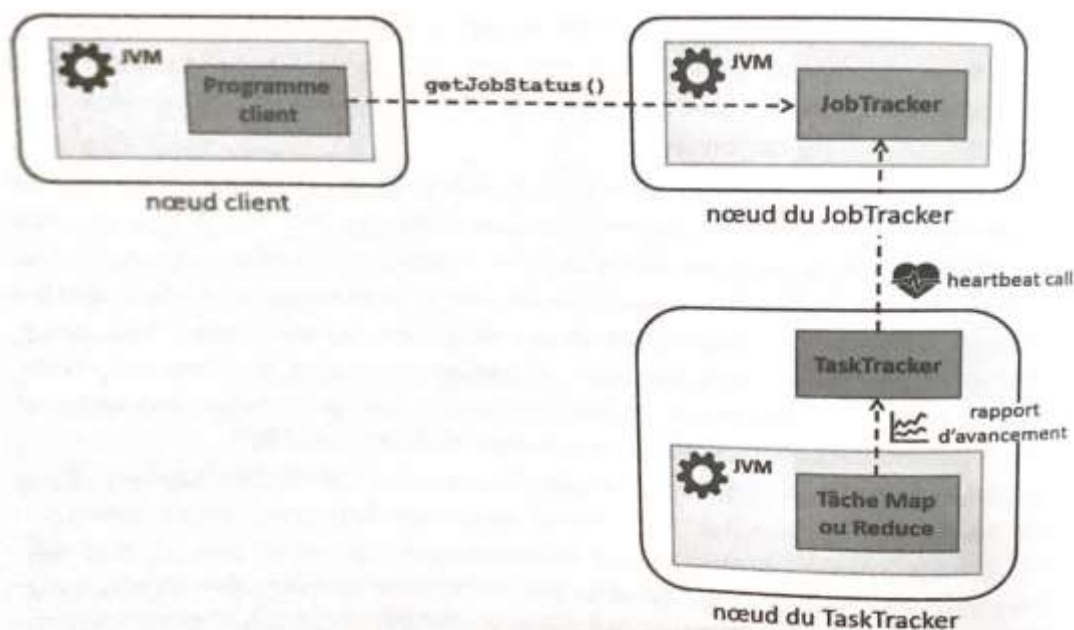 JVM
Programme
client
nœud client
getJobStatus()
JVM
JobTracker
nœud du JobTracker
heartbeat call
TaskTracker
rapport
d'avancement
JVM
Tâche Map
ou Reduce
nœud du TaskTracker